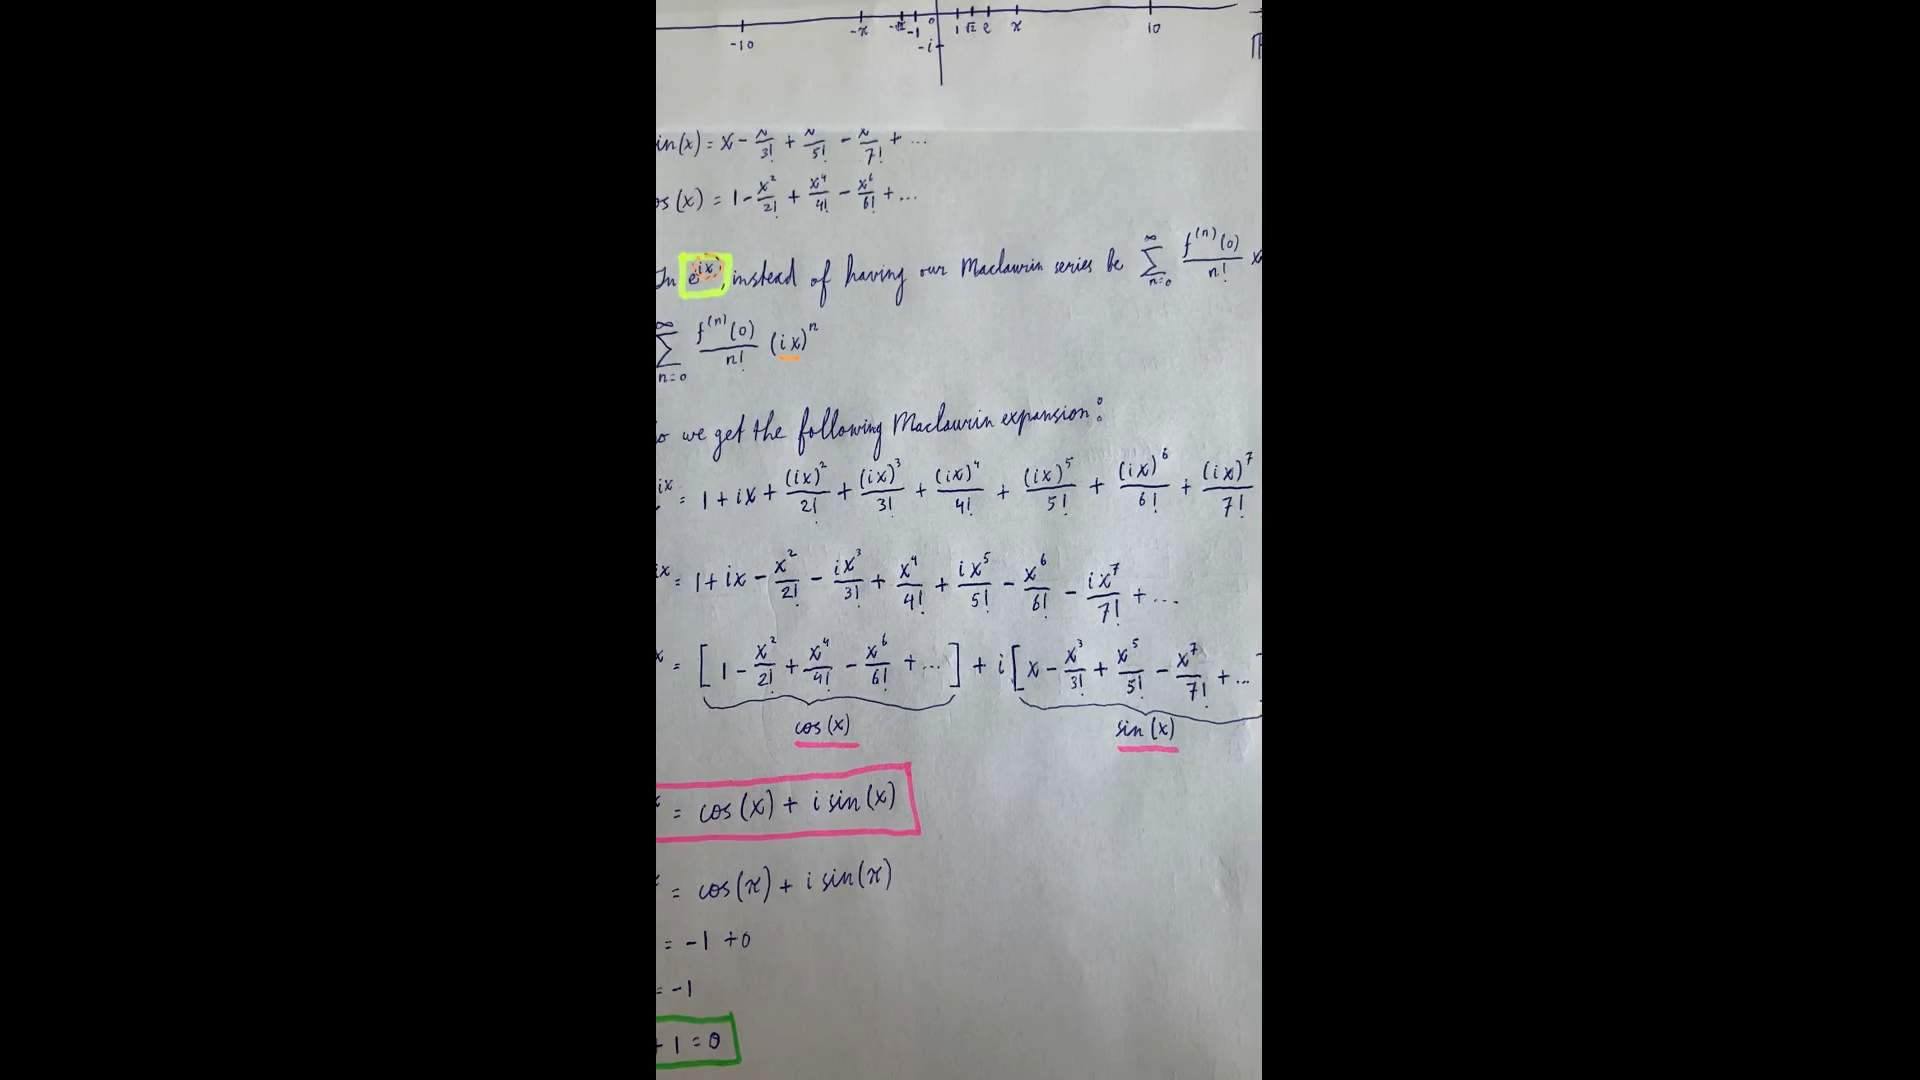 -10 -π -√2 -1 0 1 √2 e π 10
-i
in(x) = x - /3! + /5! - /7! + ...
os(x) = 1 - x²/2! + x⁴/4! - x⁶/6! + ...
In e^(ix), instead of having our Maclaurin series be ∑_(n=0)^∞ f^(n)(0)/n! x
∑_(n=0)^∞ f^(n)(0)/n! (ix)^n
o we get the following Maclaurin expansion:
ix = 1 + ix + (ix)²/2! + (ix)³/3! + (ix)⁴/4! + (ix)⁵/5! + (ix)⁶/6! + (ix)⁷/7!
ix = 1 + ix - x²/2! - ix³/3! + x⁴/4! + ix⁵/5! - x⁶/6! - ix⁷/7! + ...
x = [1 - x²/2! + x⁴/4! - x⁶/6! + ...] + i[x - x³/3! + x⁵/5! - x⁷/7! + ...
cos(x) sin(x)
x = cos(x) + i sin(x)
= cos(π) + i sin(π)
= -1 + 0
= -1
+ 1 = 0